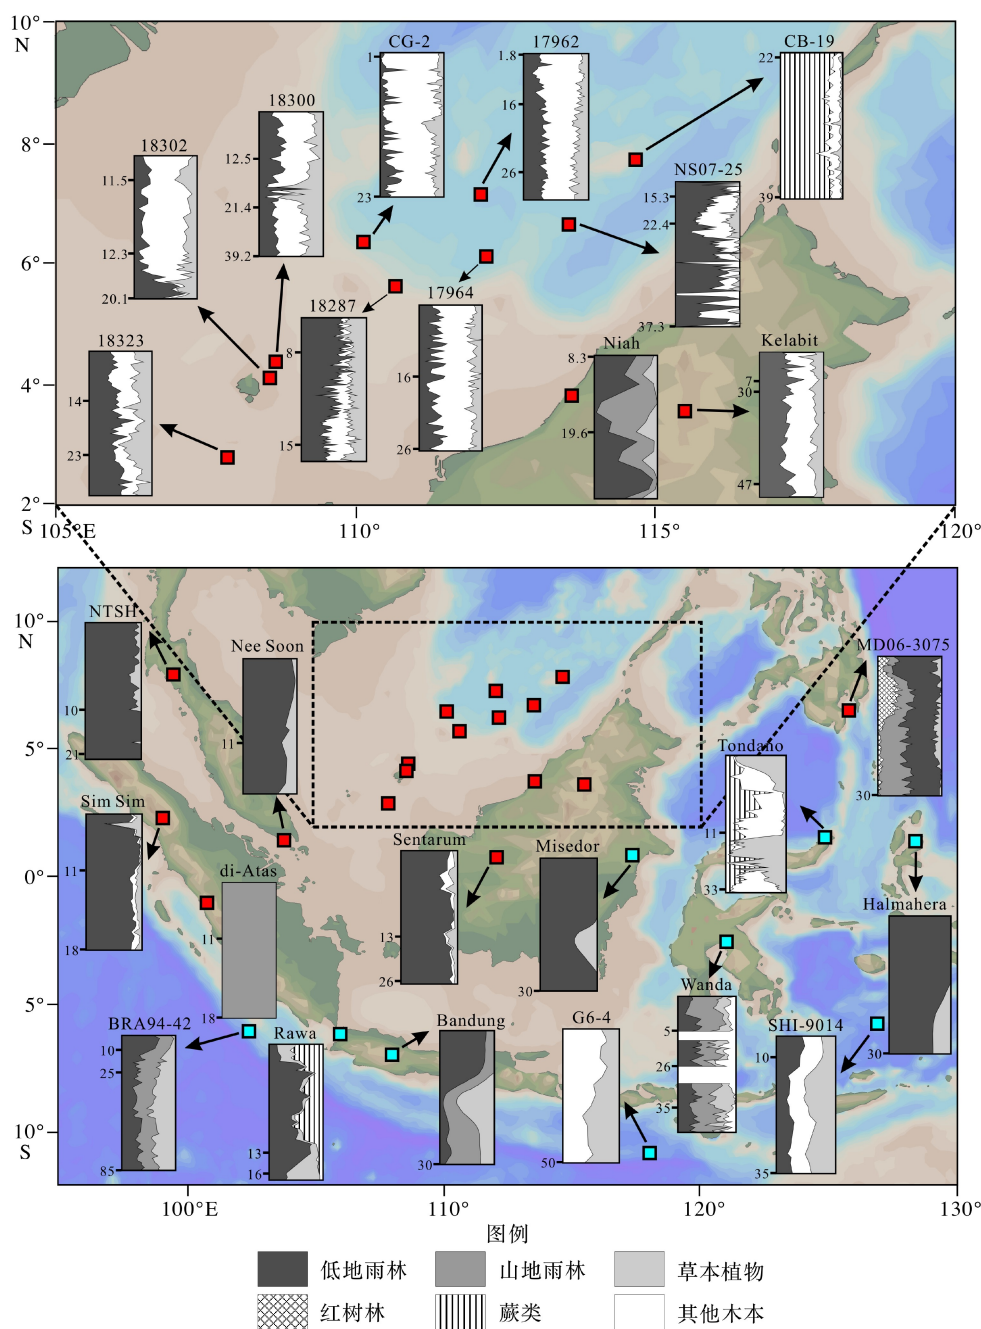 10°
N
8°
6°
4°
2°
S
105°E
110°
115°
120°
CG-2
1
23
17962
1.8
16
26
CB-19
22
39
18300
12.5
21.4
39.2
18302
11.5
12.3
20.1
NS07-25
15.3
22.4
37.3
18287
8
15
17964
16
26
Niah
8.3
19.6
Kelabit
7
30
47
18323
14
23
10°
N
5°
0°
5°
10°
S
100°E
110°
120°
130°
NTSH
10
21
Nee Soon
11
MD06-3075
30
Tondano
11
33
Sim Sim
11
18
di-Atas
11
18
Sentarum
13
26
Misedor
30
Halmahera
30
Wanda
5
26
35
BRA94-42
10
25
85
Rawa
13
16
Bandung
30
G6-4
50
SHI-9014
10
35
图例
低地雨林
山地雨林
草本植物
红树林
蕨类
其他木本